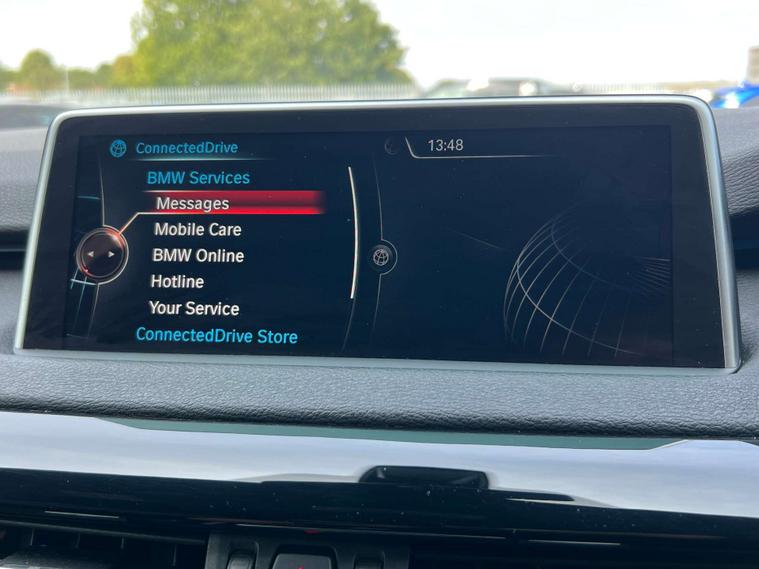 ConnectedDrive
13:48
BMW Services
Messages
Mobile Care
BMW Online
Hotline
Your Service
ConnectedDrive Store